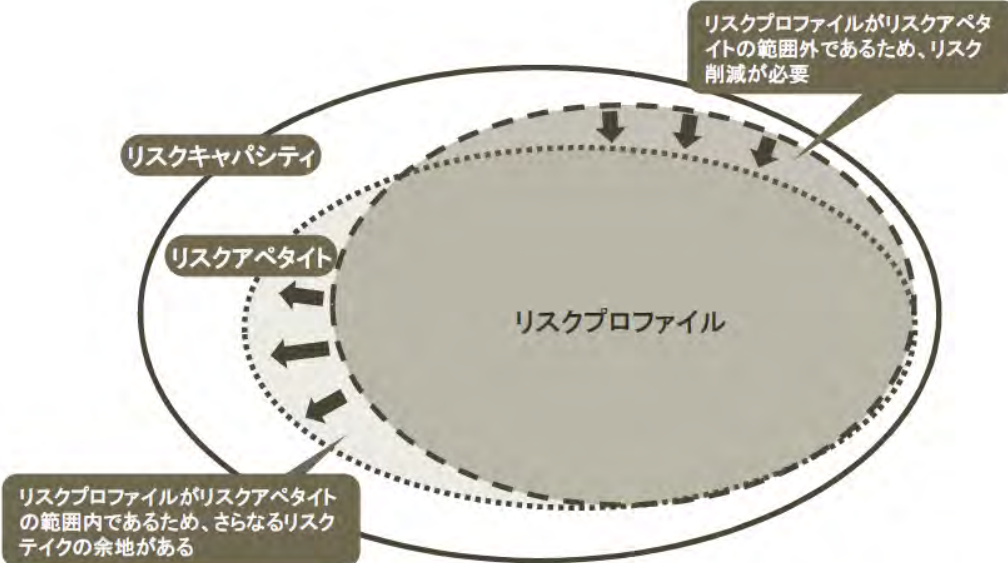 リスクプロファイルがリスクアペタ
イトの範囲外であるため、リスク
削減が必要
リスクキャパシティ
リスクアペタイト
リスクプロファイル
リスクプロファイルがリスクアペタイト
の範囲内であるため、さらなるリスク
テイクの余地がある